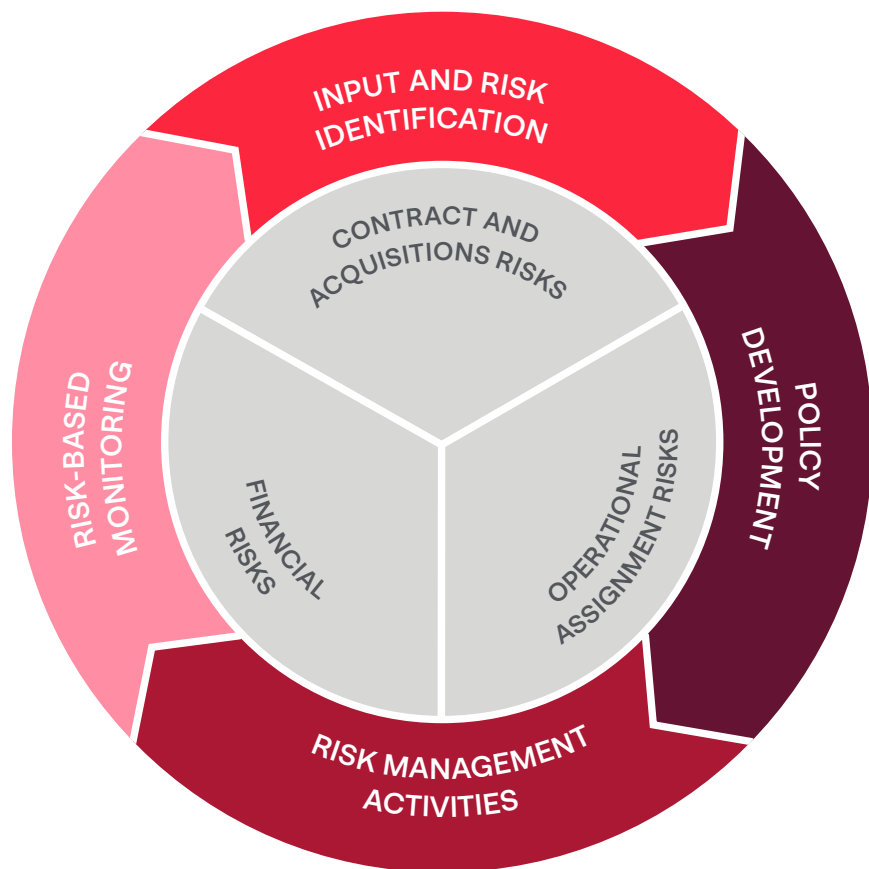 INPUT AND RISK
IDENTIFICATION
POLICY
DEVELOPMENT
RISK MANAGEMENT
ACTIVITIES
RISK-BASED
MONITORING
CONTRACT AND
ACQUISITIONS RISKS
OPERATIONAL
ASSIGNMENT RISKS
FINANCIAL
RISKS